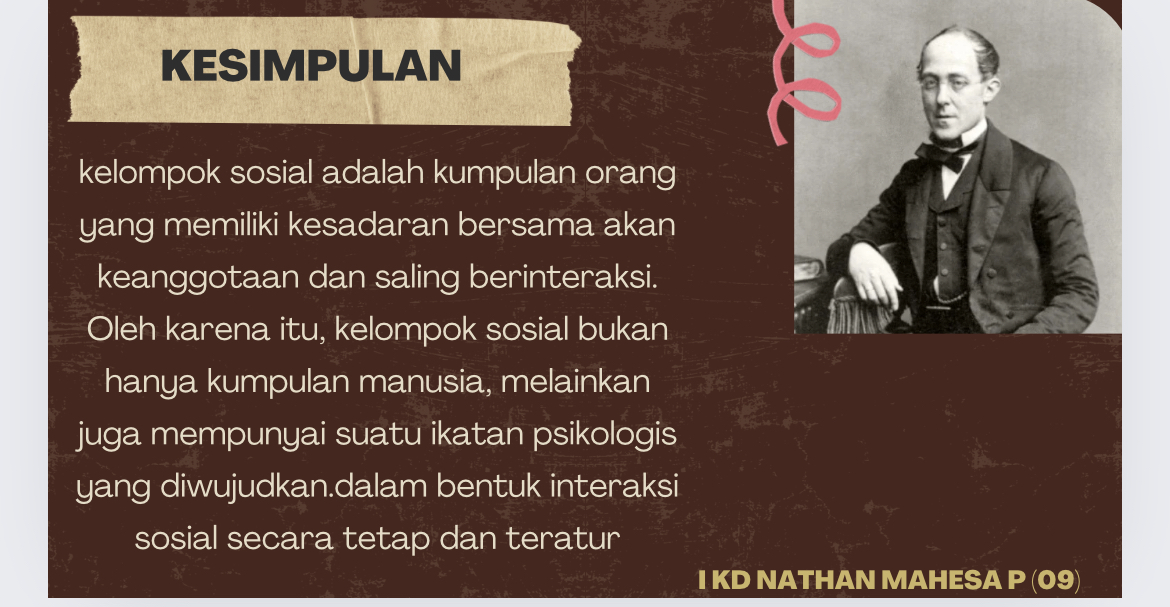 KESIMPULAN
kelompok sosial adalah kumpulan orang
yang memiliki kesadaran bersama akan
keanggotaan dan saling berinteraksi.
Oleh karena itu, kelompok sosial bukan
hanya kumpulan manusia, melainkan
juga mempunyai suatu ikatan psikologis
yang diwujudkan.dalam bentuk interaksi
sosial secara tetap dan teratur
I KD NATHAN MAHESA P (09)